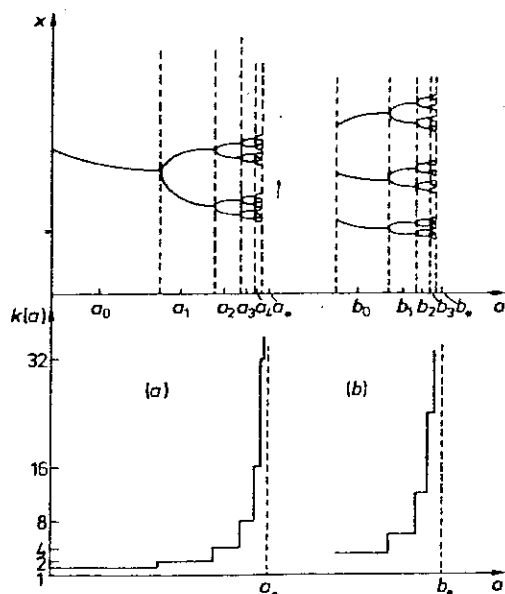 x
a₀ a₁ a₂ a₃ a₄ a* b₀ b₁ b₂ b₃ b* a
k(a)
32
(a) (b)
16
8
4
2
1
a* b* a